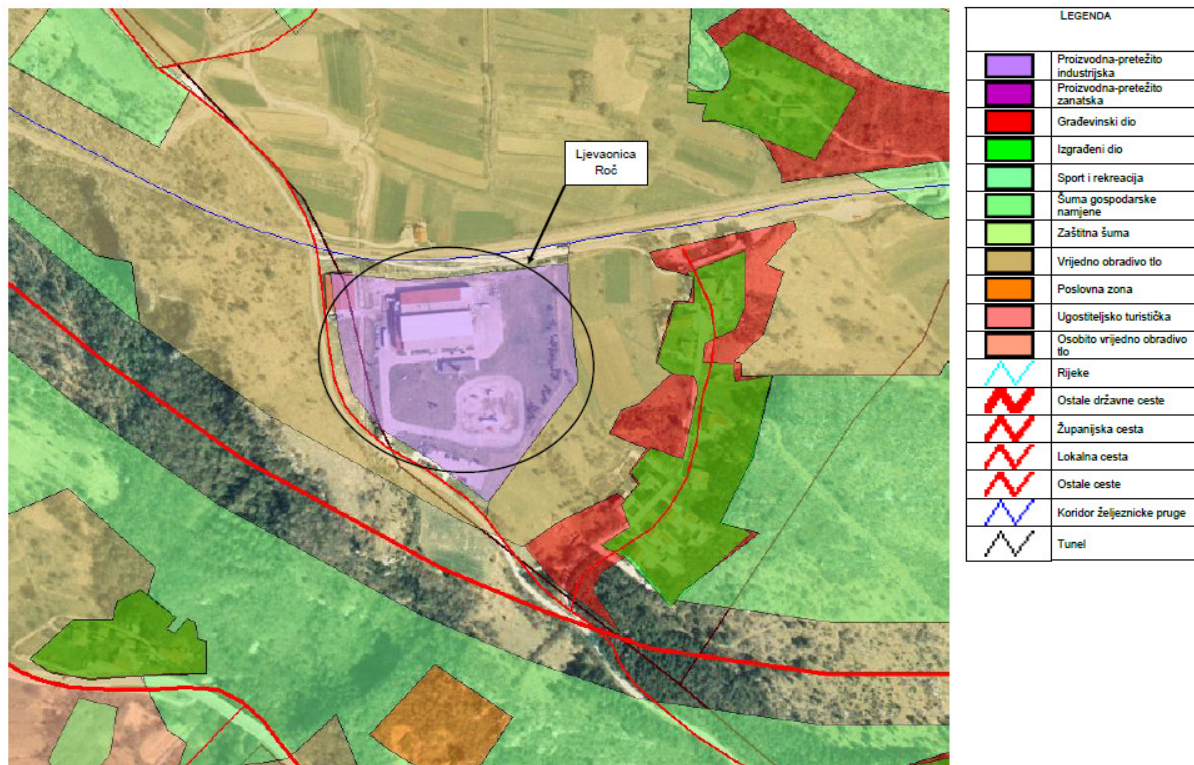 Ljevaonica
Roč
LEGENDA
Proizvodna-pretežito
industrijska
Proizvodna-pretežito
zanatska
Građevinski dio
Izgrađeni dio
Sport i rekreacija
Šuma gospodarske
namjene
Zaštitna šuma
Vrijedno obradivo tlo
Poslovna zona
Ugostiteljsko turistička
Osobito vrijedno obradivo
tlo
Rijeke
Ostale državne ceste
Županijska cesta
Lokalna cesta
Ostale ceste
Koridor željeznicke pruge
Tunel